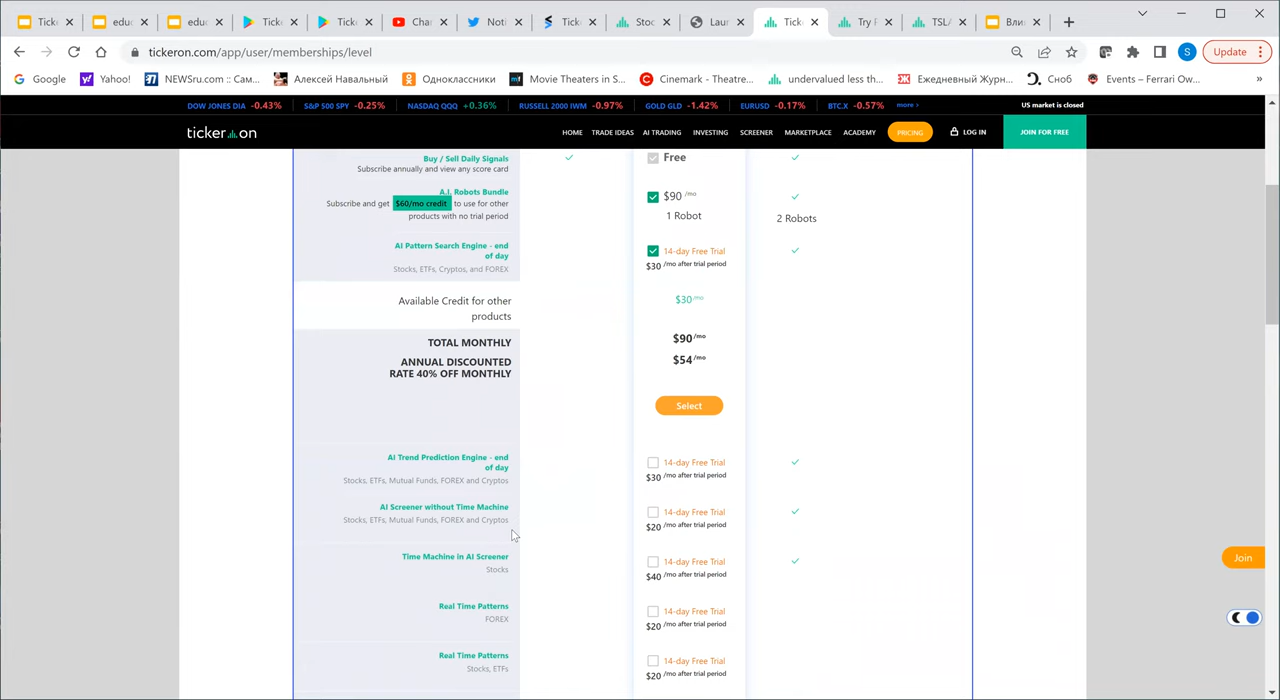 Ticke
educ
educ
Ticke
Ticke
Chan
Noti
Ticke
Stoc
Laur
Ticke
Try F
TSL/
Вли
tickeron.com/app/user/memberships/level
S
Update
Google
Yahoo!
NEWSru.com :: Сам...
Алексей Навальный
Одноклассники
Movie Theaters in S...
Cinemark - Theatre...
undervalued less th...
Ежедневный Журн...
Сноб
Events – Ferrari Ow...
»
DOW JONES DIA -0.43%
S&P 500 SPY -0.25%
NASDAQ QQQ +0.36%
RUSSELL 2000 IWM -0.97%
GOLD GLD -1.42%
EURUSD -0.17%
BTC.X -0.57%
more >
US market is closed
tickeron
HOME
TRADE IDEAS
AI TRADING
INVESTING
SCREENER
MARKETPLACE
ACADEMY
PRICING
LOG IN
JOIN FOR FREE
Buy / Sell Daily Signals
Subscribe annually and view any score card
Free
A.I. Robots Bundle
Subscribe and get $60/mo credit to use for other
products with no trial period
$90 /mo
1 Robot
2 Robots
AI Pattern Search Engine - end
of day
Stocks, ETFs, Cryptos, and FOREX
14-day Free Trial
$30 /mo after trial period
Available Credit for other
products
$30/mo
TOTAL MONTHLY
$90/mo
ANNUAL DISCOUNTED
RATE 40% OFF MONTHLY
$54/mo
Select
AI Trend Prediction Engine - end
of day
Stocks, ETFs, Mutual Funds, FOREX and Cryptos
14-day Free Trial
$30 /mo after trial period
AI Screener without Time Machine
Stocks, ETFs, Mutual Funds, FOREX and Cryptos
14-day Free Trial
$20 /mo after trial period
Time Machine in AI Screener
Stocks
14-day Free Trial
$40 /mo after trial period
Join
Real Time Patterns
FOREX
14-day Free Trial
$20 /mo after trial period
Real Time Patterns
Stocks, ETFs
14-day Free Trial
$20 /mo after trial period